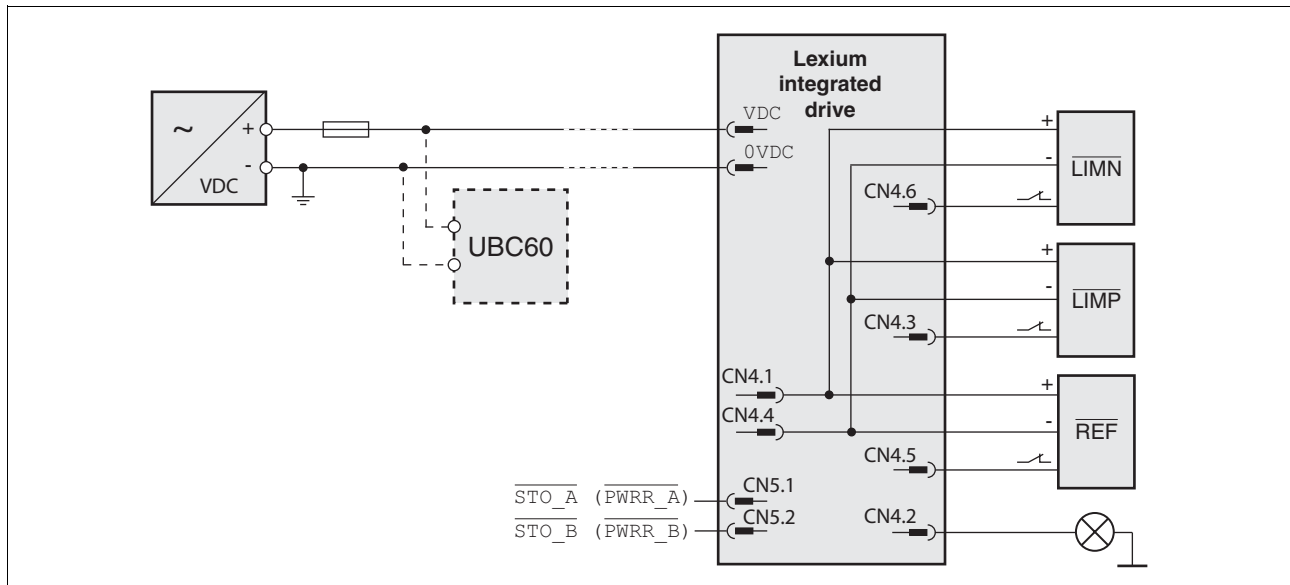 Lexium
integrated
drive
~
+
-
VDC
VDC
0VDC
UBC60
CN4.6
+
-
LIMN
CN4.3
+
-
LIMP
CN4.1
CN4.4
CN4.5
+
-
REF
STO_A (PWRR_A)
CN5.1
STO_B (PWRR_B)
CN5.2
CN4.2